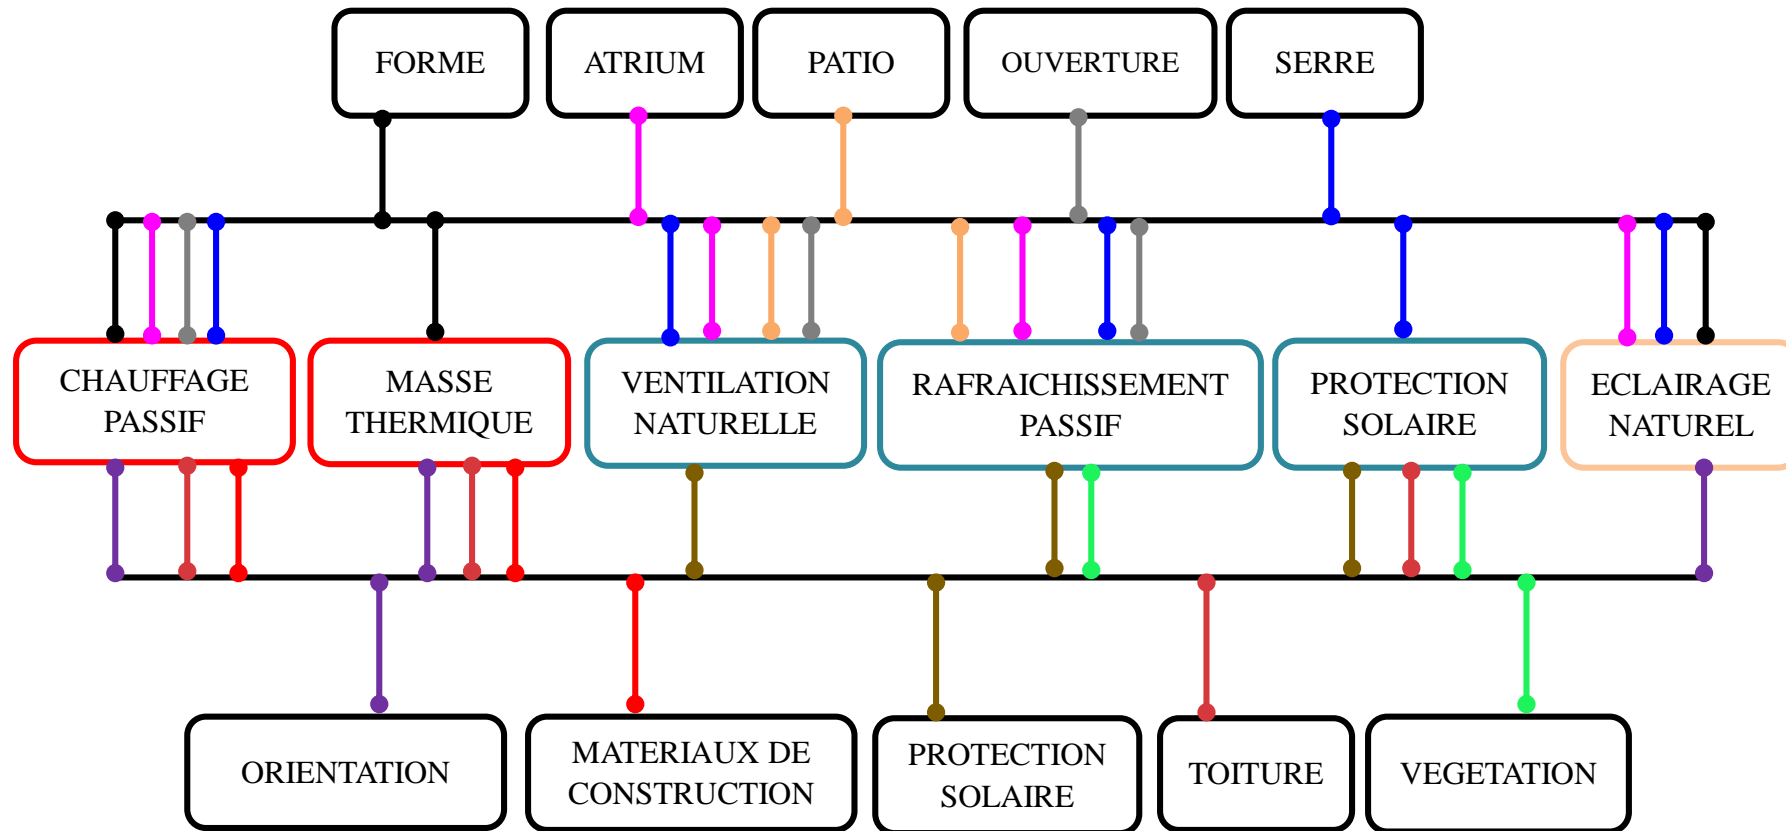 FORME
ATRIUM
PATIO
OUVERTURE
SERRE
CHAUFFAGE
PASSIF
MASSE
THERMIQUE
VENTILATION
NATURELLE
RAFRAICHISSEMENT
PASSIF
PROTECTION
SOLAIRE
ECLAIRAGE
NATUREL
ORIENTATION
MATERIAUX DE
CONSTRUCTION
PROTECTION
SOLAIRE
TOITURE
VEGETATION